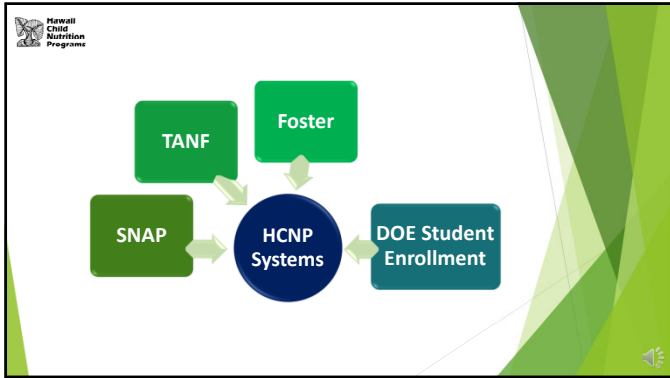 Hawaii
Child
Nutrition
Programs
Foster
TANF
SNAP
HCNP
Systems
DOE Student
Enrollment